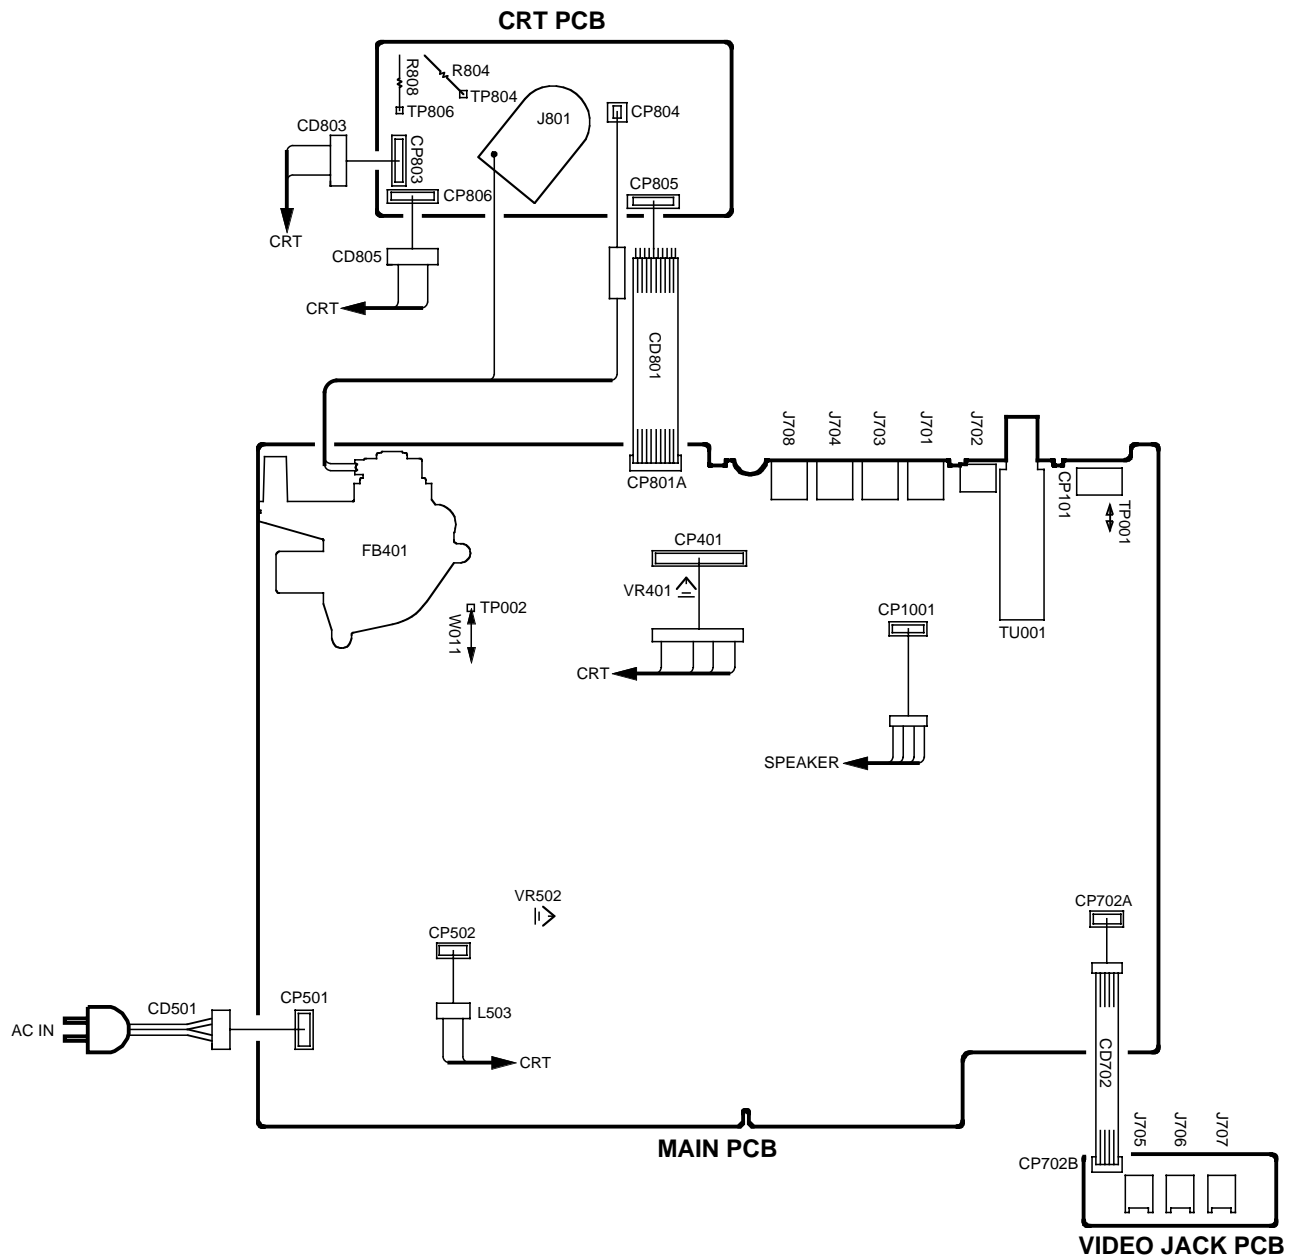 CRT PCB
R808
R804
TP804
TP806
J801
CP804
CD803
CP803
CP805
CP806
CRT
CD805
CRT
CD801
J708
J704
J703
J701
J702
CP801A
CP101
TP001
CP401
FB401
VR401
TP002
CP1001
W011
TU001
CRT
SPEAKER
VR502
CP702A
CP502
CD501
CP501
L503
AC IN
CD702
CRT
J705
J706
J707
MAIN PCB
CP702B
VIDEO JACK PCB